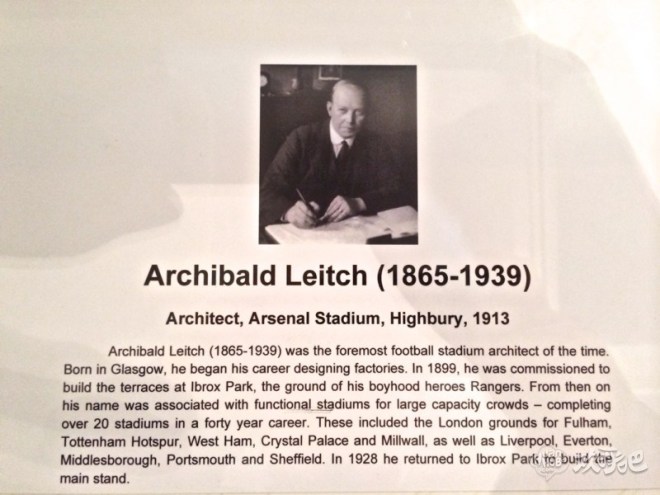 Archibald Leitch (1865-1939)
Architect, Arsenal Stadium, Highbury, 1913
Archibald Leitch (1865-1939) was the foremost football stadium architect of the time.
Born in Glasgow, he began his career designing factories. In 1899, he was commissioned to
build the terraces at Ibrox Park, the ground of his boyhood heroes Rangers. From then on
his name was associated with functional stadiums for large capacity crowds – completing
over 20 stadiums in a forty year career. These included the London grounds for Fulham,
Tottenham Hotspur, West Ham, Crystal Palace and Millwall, as well as Liverpool, Everton,
Middlesborough, Portsmouth and Sheffield. In 1928 he returned to Ibrox Park to build the
main stand.